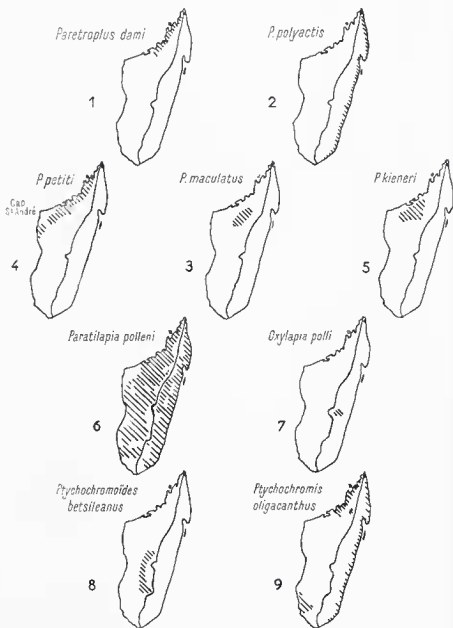 Paretroplus dami
1
P. polyactis
2
P. petiti
Cap
St André
4
P. maculatus
3
P. kieneri
5
Paratilapia polleni
6
Oxylapia polli
7
Ptychochromoïdes
betsileanus
8
Ptychochromis
oligacanthus
9